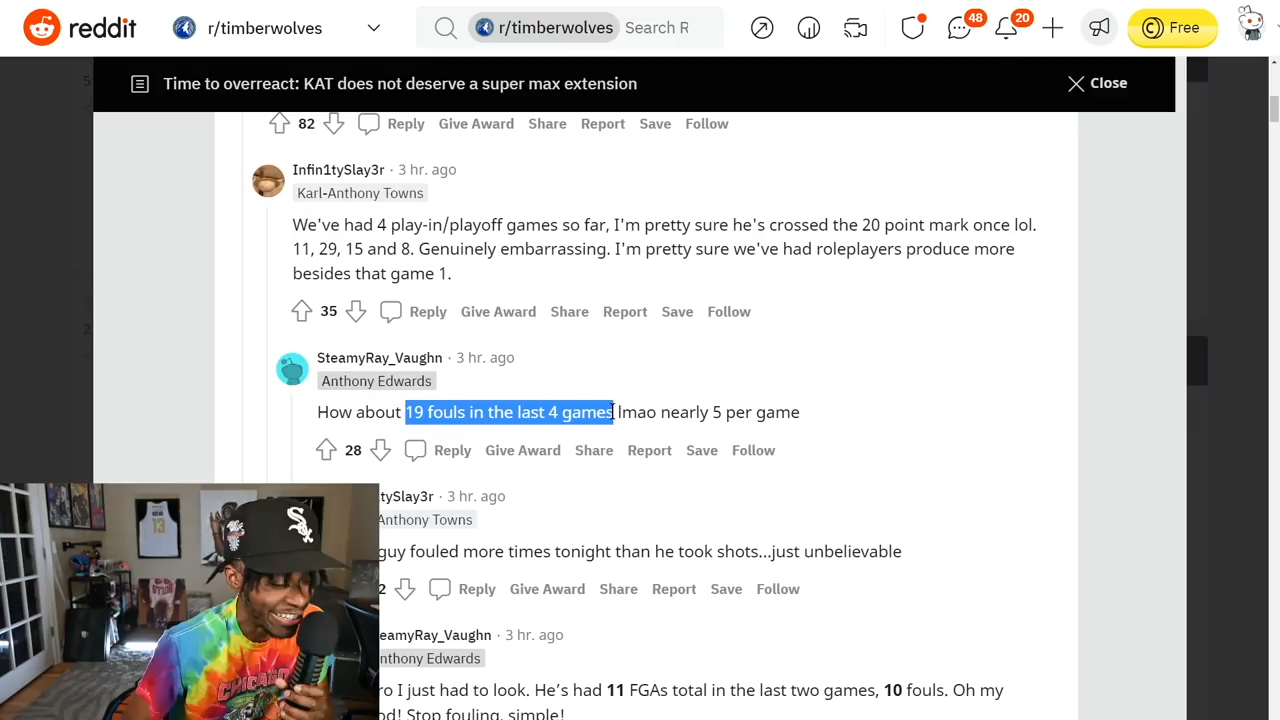 reddit
r/timberwolves
r/timberwolves Search R
48
20
Free
Time to overreact: KAT does not deserve a super max extension
Close
82 Reply Give Award Share Report Save Follow
Infin1tySlay3r · 3 hr. ago
Karl-Anthony Towns
We've had 4 play-in/playoff games so far, I'm pretty sure he's crossed the 20 point mark once lol.
11, 29, 15 and 8. Genuinely embarrassing. I'm pretty sure we've had roleplayers produce more
besides that game 1.
35 Reply Give Award Share Report Save Follow
SteamyRay_Vaughn · 3 hr. ago
Anthony Edwards
How about 19 fouls in the last 4 games lmao nearly 5 per game
28 Reply Give Award Share Report Save Follow
tySlay3r · 3 hr. ago
Anthony Towns
guy fouled more times tonight than he took shots...just unbelievable
2 Reply Give Award Share Report Save Follow
eamyRay_Vaughn · 3 hr. ago
nthony Edwards
ro I just had to look. He's had 11 FGAs total in the last two games, 10 fouls. Oh my
od! Stop fouling, simple!
CHICAGO